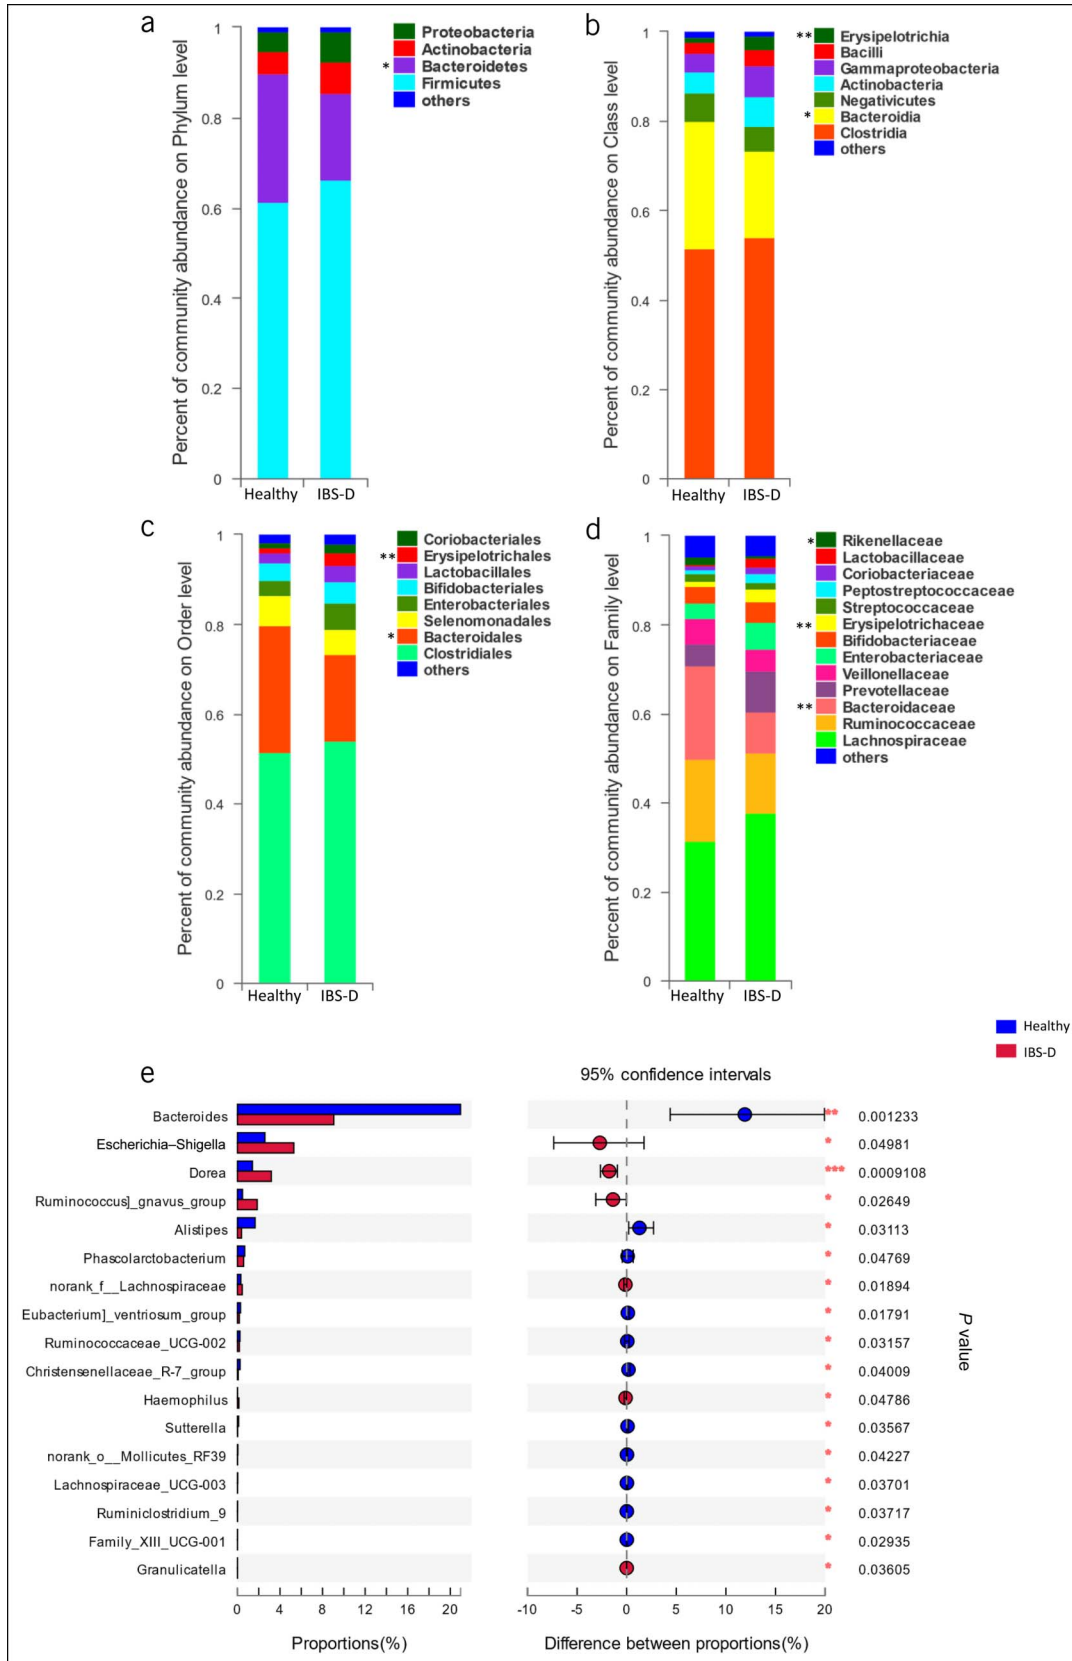 a
Percent of community abundance on Phylum level
1
0.8
0.6
0.4
0.2
0
Healthy
IBS-D
Proteobacteria
Actinobacteria
* Bacteroidetes
Firmicutes
others
b
Percent of community abundance on Class level
1
0.8
0.6
0.4
0.2
0
Healthy
IBS-D
** Erysipelotrichia
Bacilli
Gammaproteobacteria
Actinobacteria
Negativicutes
* Bacteroidia
Clostridia
others
c
Percent of community abundance on Order level
1
0.8
0.6
0.4
0.2
0
Healthy
IBS-D
Coriobacteriales
** Erysipelotrichales
Lactobacillales
Bifidobacteriales
Enterobacteriales
Selenomonadales
* Bacteroidales
Clostridiales
others
d
Percent of community abundance on Family level
1
0.8
0.6
0.4
0.2
0
Healthy
IBS-D
* Rikenellaceae
Lactobacillaceae
Coriobacteriaceae
Peptostreptococcaceae
Streptococcaceae
** Erysipelotrichaceae
Bifidobacteriaceae
Enterobacteriaceae
Veillonellaceae
Prevotellaceae
** Bacteroidaceae
Ruminococcaceae
Lachnospiraceae
others
Healthy
IBS-D
e
95% confidence intervals
Bacteroides ** 0.001233
Escherichia–Shigella * 0.04981
Dorea *** 0.0009108
Ruminococcus]_gnavus_group * 0.02649
Alistipes * 0.03113
Phascolarctobacterium * 0.04769
norank_f__Lachnospiraceae * 0.01894
Eubacterium]_ventriosum_group * 0.01791
Ruminococcaceae_UCG-002 * 0.03157
Christensenellaceae_R-7_group * 0.04009
Haemophilus * 0.04786
Sutterella * 0.03567
norank_o__Mollicutes_RF39 * 0.04227
Lachnospiraceae_UCG-003 * 0.03701
Ruminiclostridium_9 * 0.03717
Family_XIII_UCG-001 * 0.02935
Granulicatella * 0.03605
P value
0 4 8 12 16 20
-10 -5 0 5 10 15 20
Proportions(%)
Difference between proportions(%)